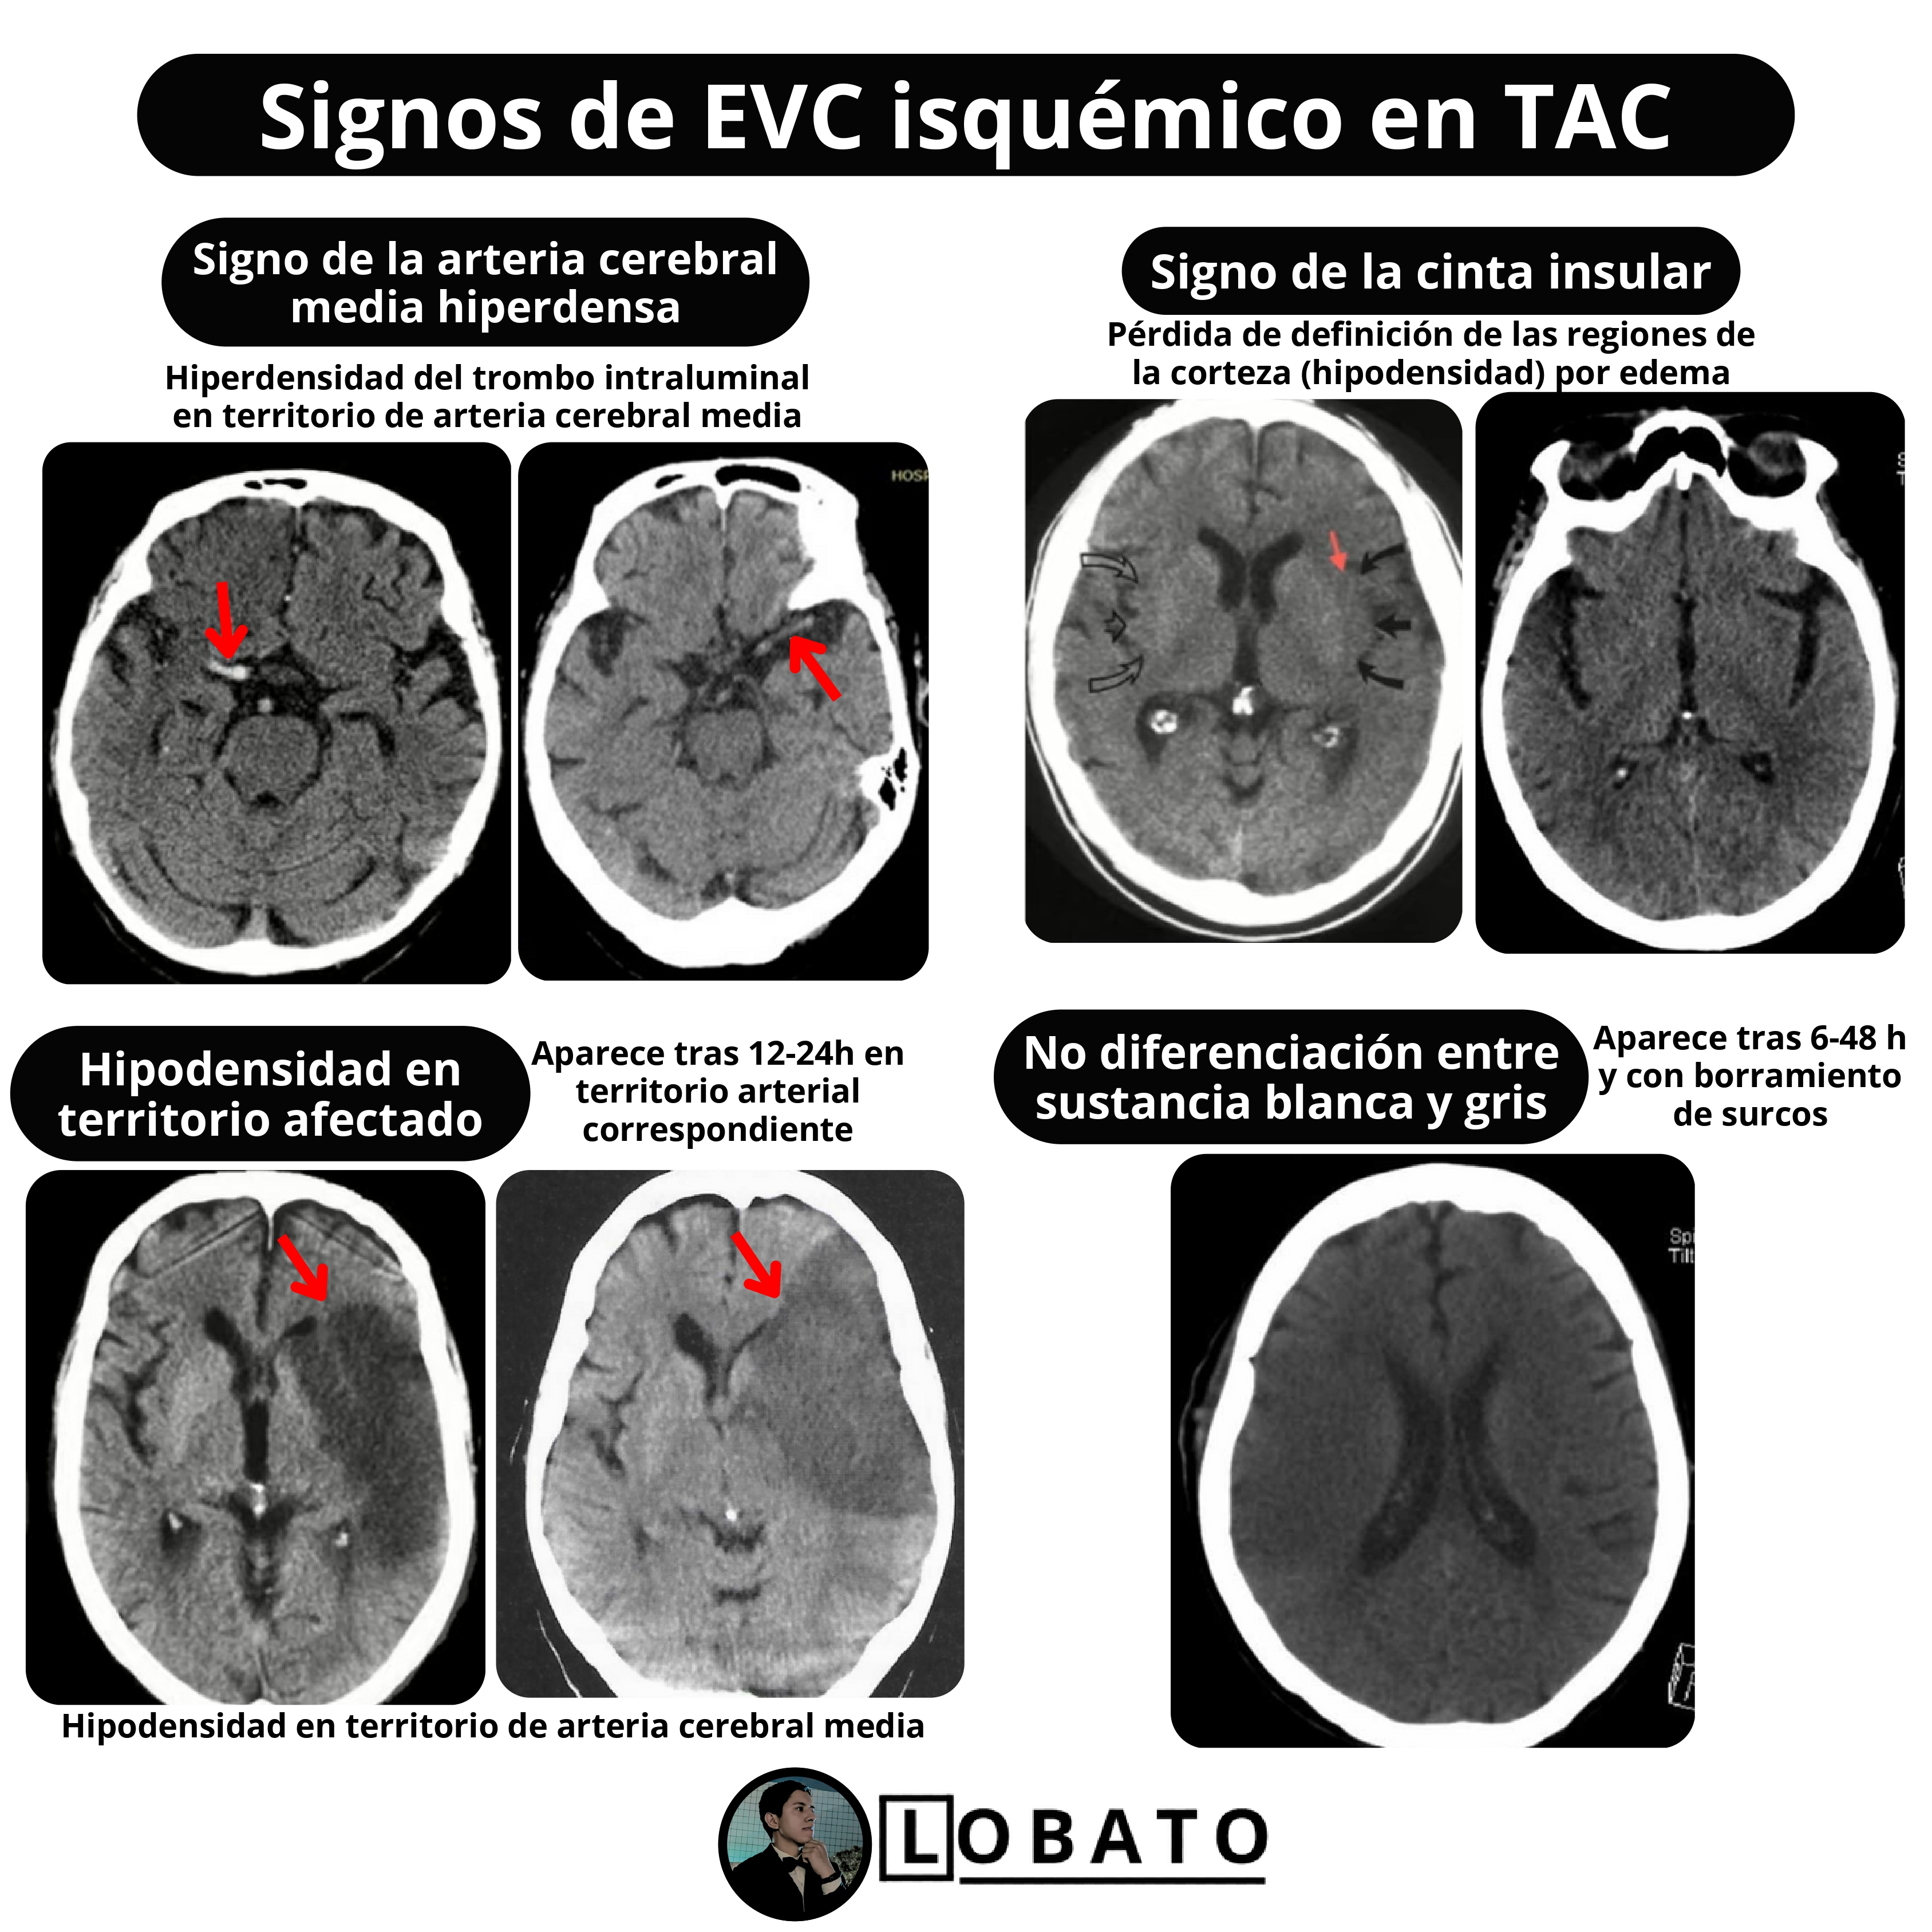 Signos de EVC isquémico en TAC
Signo de la arteria cerebral
media hiperdensa
Hiperdensidad del trombo intraluminal
en territorio de arteria cerebral media
HOSP
Signo de la cinta insular
Pérdida de definición de las regiones de
la corteza (hipodensidad) por edema
Hipodensidad en
territorio afectado
Aparece tras 12-24h en
territorio arterial
correspondiente
Hipodensidad en territorio de arteria cerebral media
No diferenciación entre
sustancia blanca y gris
Aparece tras 6-48 h
y con borramiento
de surcos
Spi
Tilt
LOBATO